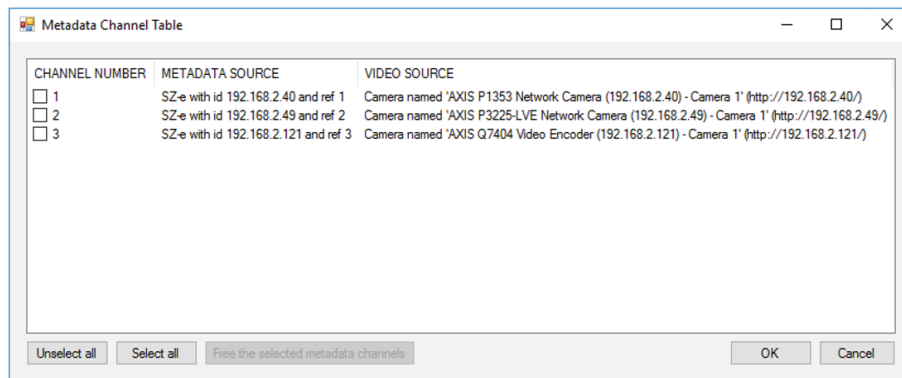 Metadata Channel Table
CHANNEL NUMBER METADATA SOURCE VIDEO SOURCE
1 SZ-e with id 192.168.2.40 and ref 1 Camera named 'AXIS P1353 Network Camera (192.168.2.40) - Camera 1' (http://192.168.2.40/)
2 SZ-e with id 192.168.2.49 and ref 2 Camera named 'AXIS P3225-LVE Network Camera (192.168.2.49) - Camera 1' (http://192.168.2.49/)
3 SZ-e with id 192.168.2.121 and ref 3 Camera named 'AXIS Q7404 Video Encoder (192.168.2.121) - Camera 1' (http://192.168.2.121/)
Unselect all Select all Free the selected metadata channels OK Cancel